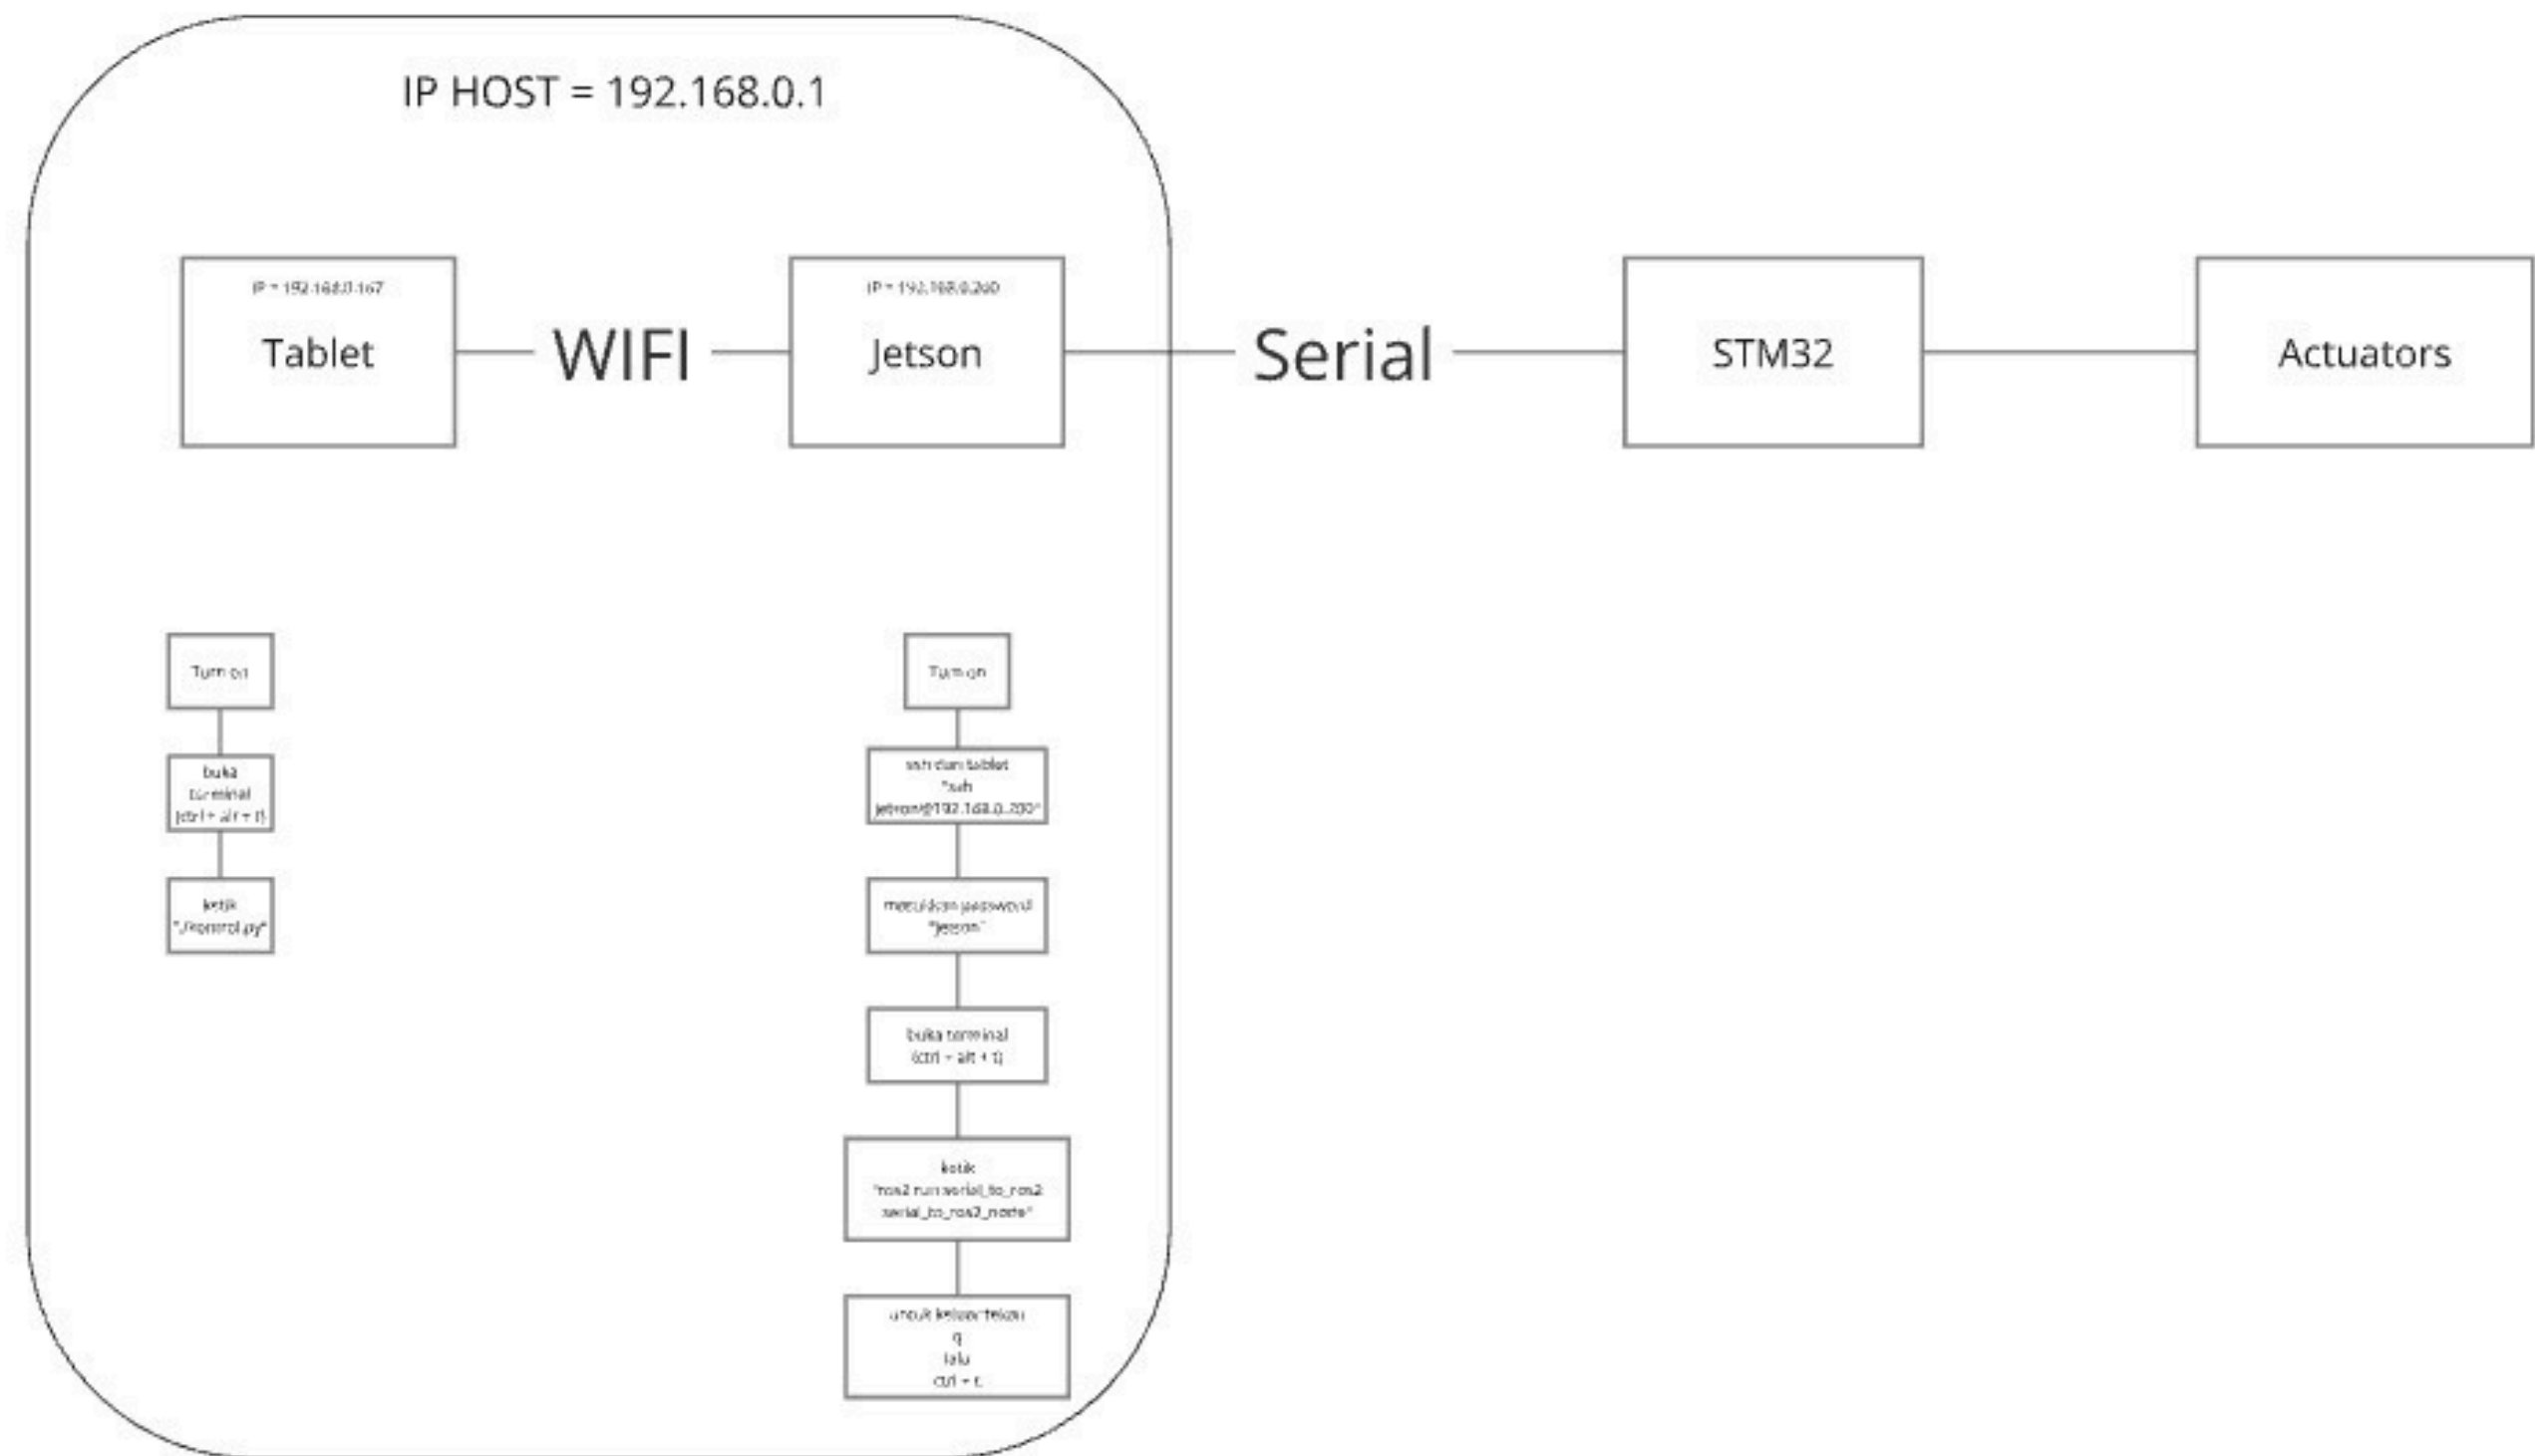 IP HOST = 192.168.0.1
IP = 192.168.0.167
Tablet
WIFI
IP = 192.168.0.200
Jetson
Serial
STM32
Actuators
Turn on
buka
terminal
(ctrl + alt + t)
ketik
"./kontrol.py"
Turn on
ssh dari tablet
"ssh
192.168.0.200"
masukkan password
"jetson"
buka terminal
(ctrl + alt + t)
ketik
"ros2 run serial_to_ros2
serial_to_ros2_node"
untuk keluar tekan
q
lalu
ctrl +